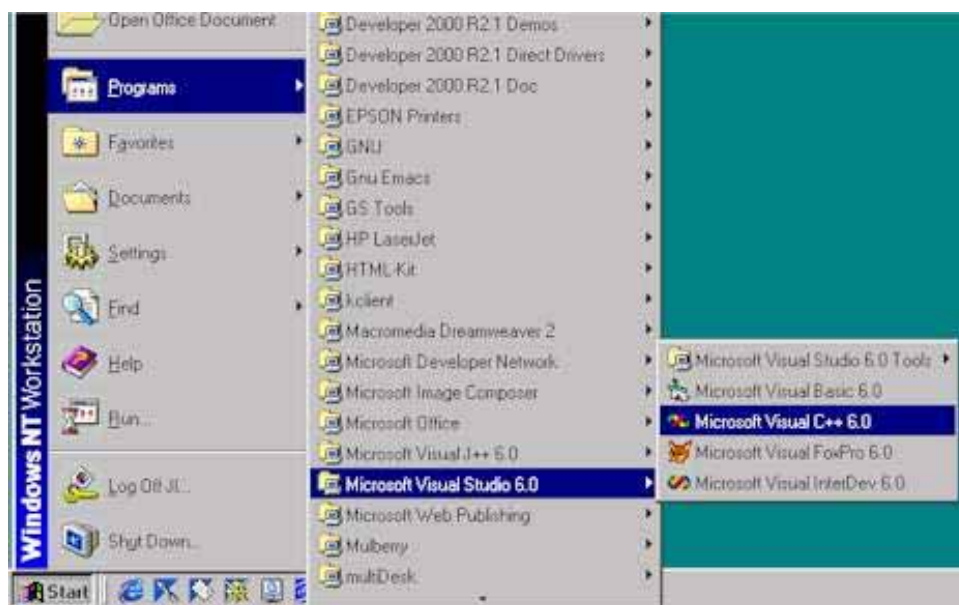 Open Office Document
Programs
Favorites
Documents
Settings
Find
Help
Run...
Log Off JL...
Shut Down...
Windows NT Workstation
Start
Developer 2000 R2.1 Demos
Developer 2000 R2.1 Direct Drivers
Developer 2000 R2.1 Doc
EPSON Printers
GNU
Gnu Emacs
GS Tools
HP LaserJet
HTML-Kit
kclient
Macromedia Dreamweaver 2
Microsoft Developer Network
Microsoft Image Composer
Microsoft Office
Microsoft Visual J++ 6.0
Microsoft Visual Studio 6.0
Microsoft Web Publishing
Mulberry
multiDesk
Microsoft Visual Studio 6.0 Tools
Microsoft Visual Basic 6.0
Microsoft Visual C++ 6.0
Microsoft Visual FoxPro 6.0
Microsoft Visual InterDev 6.0